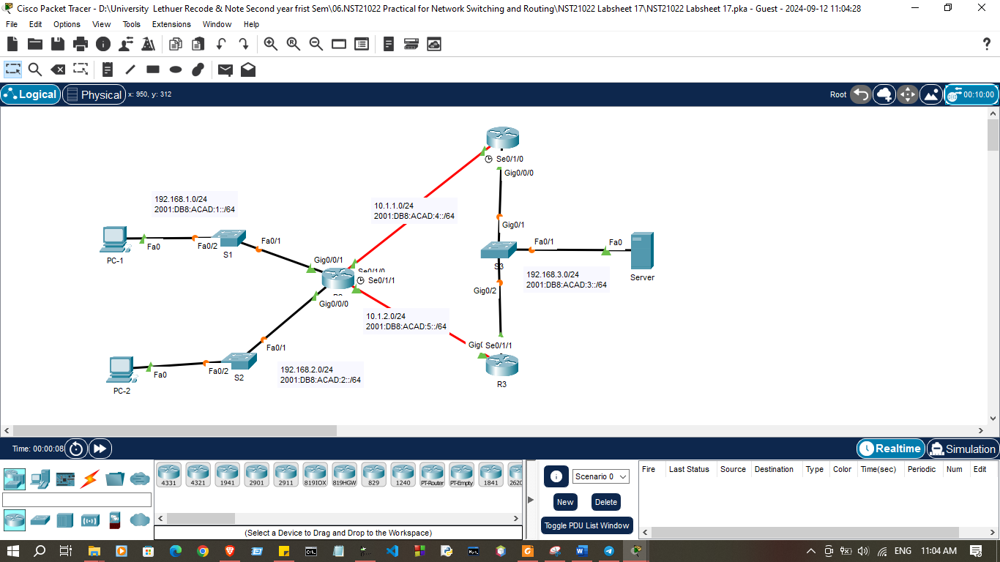 Cisco Packet Tracer - D:\University  Lethuer Recode & Note Second year frist Sem\06.NST21022 Practical for Network Switching and Routing\NST21022 Labsheet 17\NST21022 Labsheet 17.pka - Guest - 2024-09-12 11:04:28
File Edit Options View Tools Extensions Window Help
Logical Physical x: 950, y: 312 Root 00:10:00
Se0/1/0
Gig0/0/0
192.168.1.0/24
2001:DB8:ACAD:1::/64
10.1.1.0/24
2001:DB8:ACAD:4::/64
Gig0/1
Fa0/1
Fa0/1
Fa0
Fa0
Fa0/2
S1
PC-1
Gig0/0/1
S3
Se0/1/0
192.168.3.0/24
2001:DB8:ACAD:3::/64
Server
Se0/1/1
Gig0/2
Gig0/0/0
10.1.2.0/24
2001:DB8:ACAD:5::/64
Fa0/1
Se0/1/1
192.168.2.0/24
2001:DB8:ACAD:2::/64
Fa0
Fa0/2
S2
PC-2
R3
Time: 00:00:08 Realtime Simulation
4331 4321 1941 2901 2911 819IOX 819HGW 829 1240 PT-Router PT-Empty 1841 2620
Scenario 0
New Delete
Toggle PDU List Window
Fire Last Status Source Destination Type Color Time(sec) Periodic Num Edit
(Select a Device to Drag and Drop to the Workspace)
ENG 11:04 AM